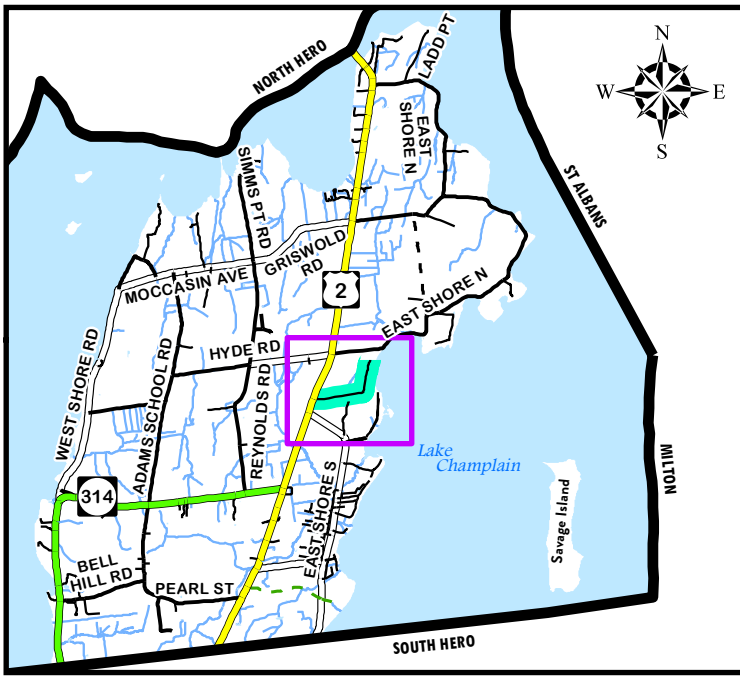 NORTH HERO
LADD PT
N
W
E
S
EAST
SHORE N
SIMMS PT RD
ST ALBANS
GRISWOLD
RD
MOCCASIN AVE
2
EAST SHORE N
HYDE RD
WEST SHORE RD
ADAMS SCHOOL RD
REYNOLDS RD
Lake
Champlain
MILTON
314
EAST SHORE S
Savage Island
BELL
HILL RD
PEARL ST
SOUTH HERO